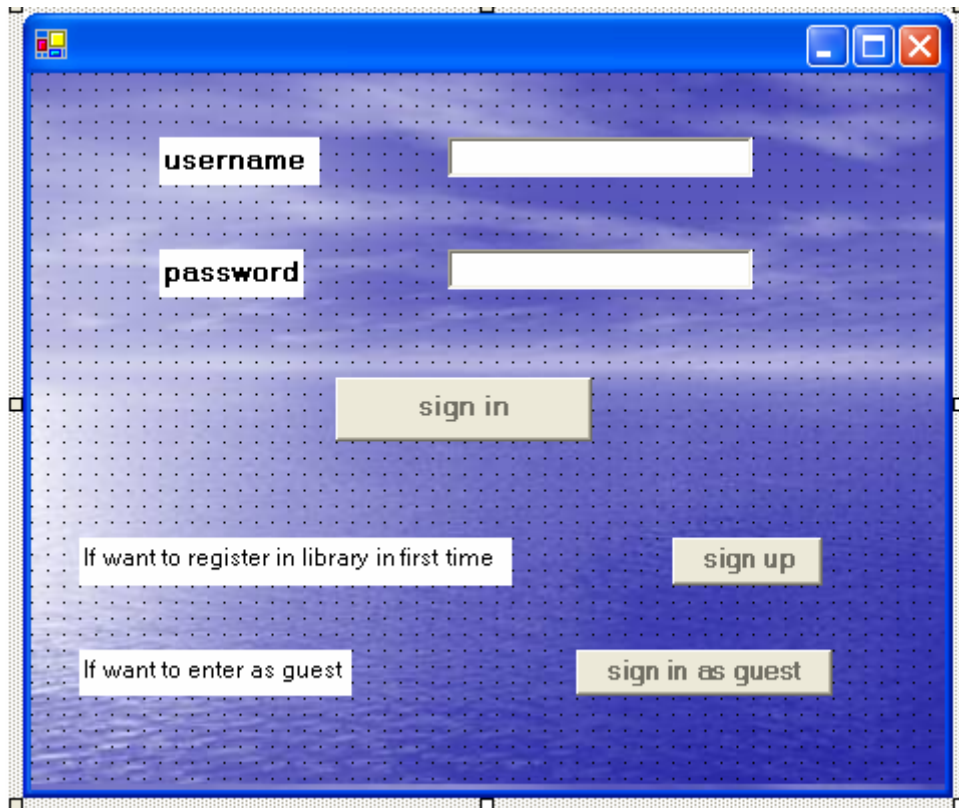 username
password
sign in
If want to register in library in first time
sign up
If want to enter as guest
sign in as guest